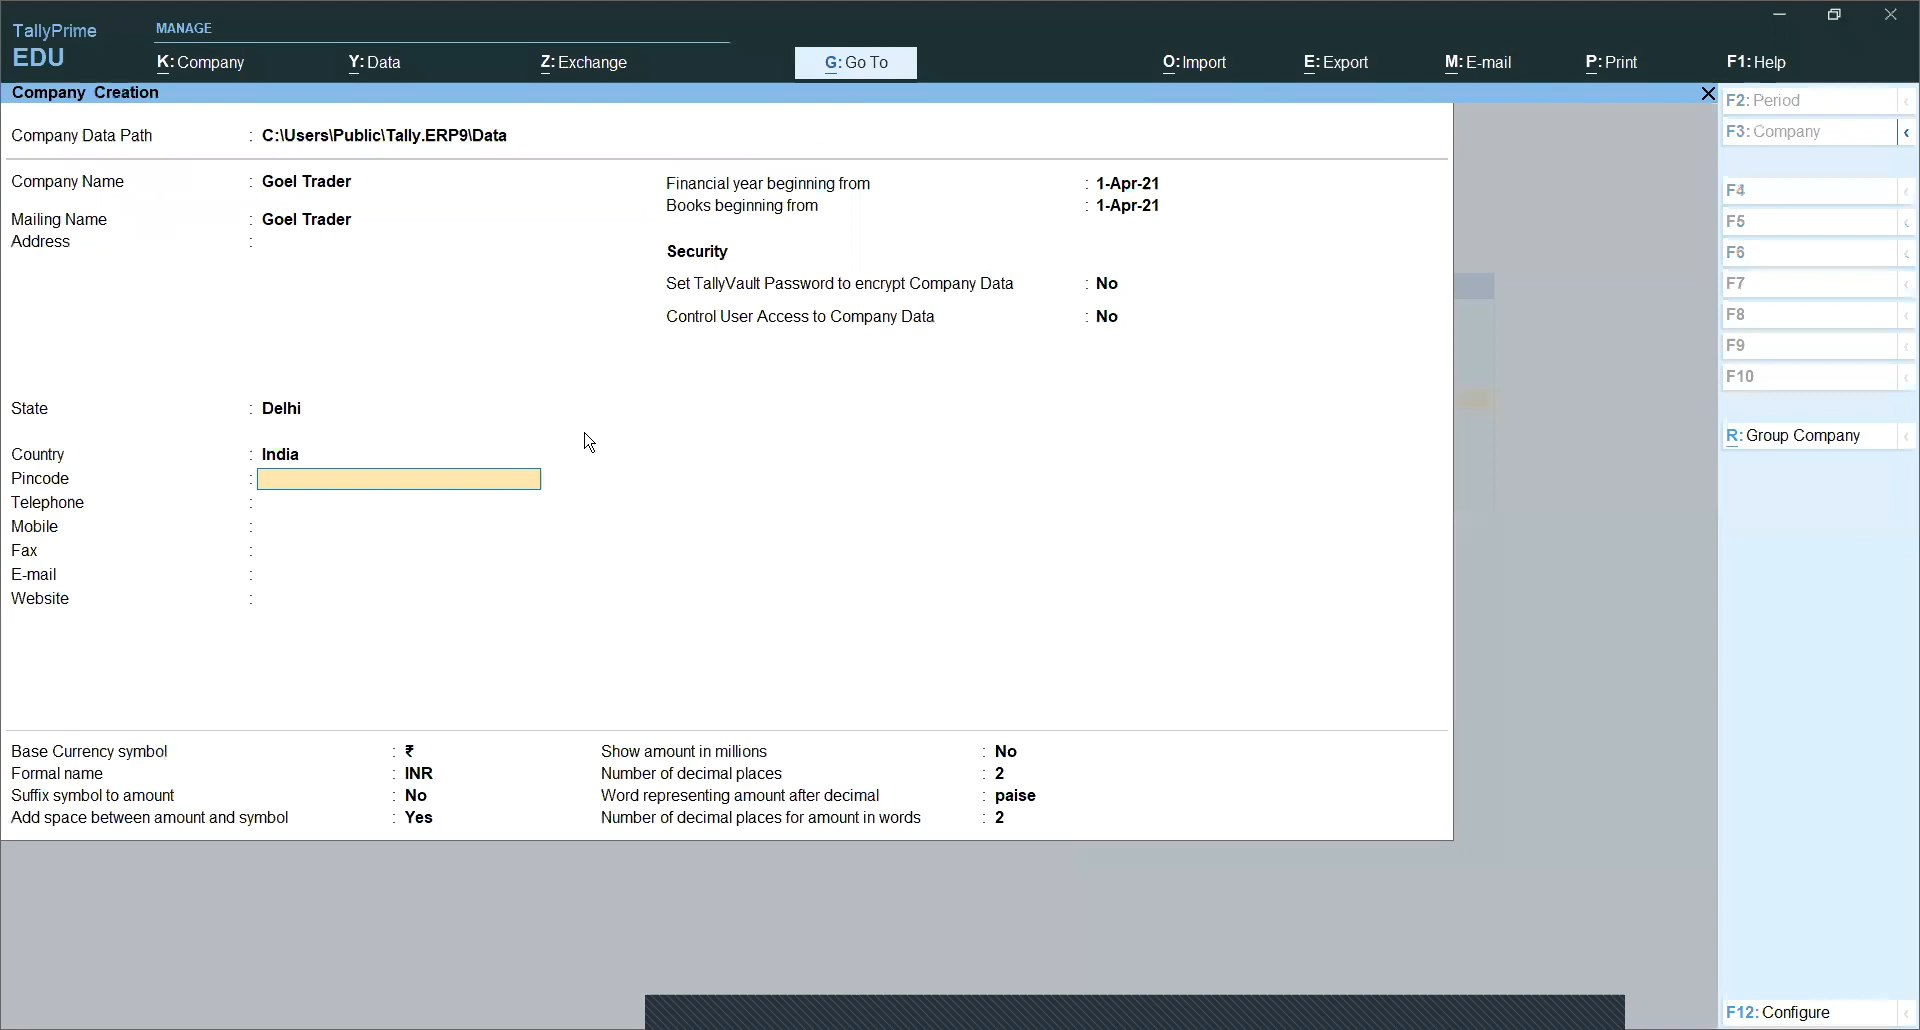 TallyPrime
EDU
MANAGE
K: Company
Y: Data
Z: Exchange
G: Go To
O: Import
E: Export
M: E-mail
P: Print
F1: Help
Company Creation
Company Data Path : C:\Users\Public\Tally.ERP9\Data
Company Name : Goel Trader
Mailing Name : Goel Trader
Address :
State : Delhi
Country : India
Pincode :
Telephone :
Mobile :
Fax :
E-mail :
Website :
Financial year beginning from : 1-Apr-21
Books beginning from : 1-Apr-21
Security
Set TallyVault Password to encrypt Company Data : No
Control User Access to Company Data : No
Base Currency symbol : ₹
Formal name : INR
Suffix symbol to amount : No
Add space between amount and symbol : Yes
Show amount in millions : No
Number of decimal places : 2
Word representing amount after decimal : paise
Number of decimal places for amount in words : 2
F2: Period
F3: Company
F4
F5
F6
F7
F8
F9
F10
R: Group Company
F12: Configure